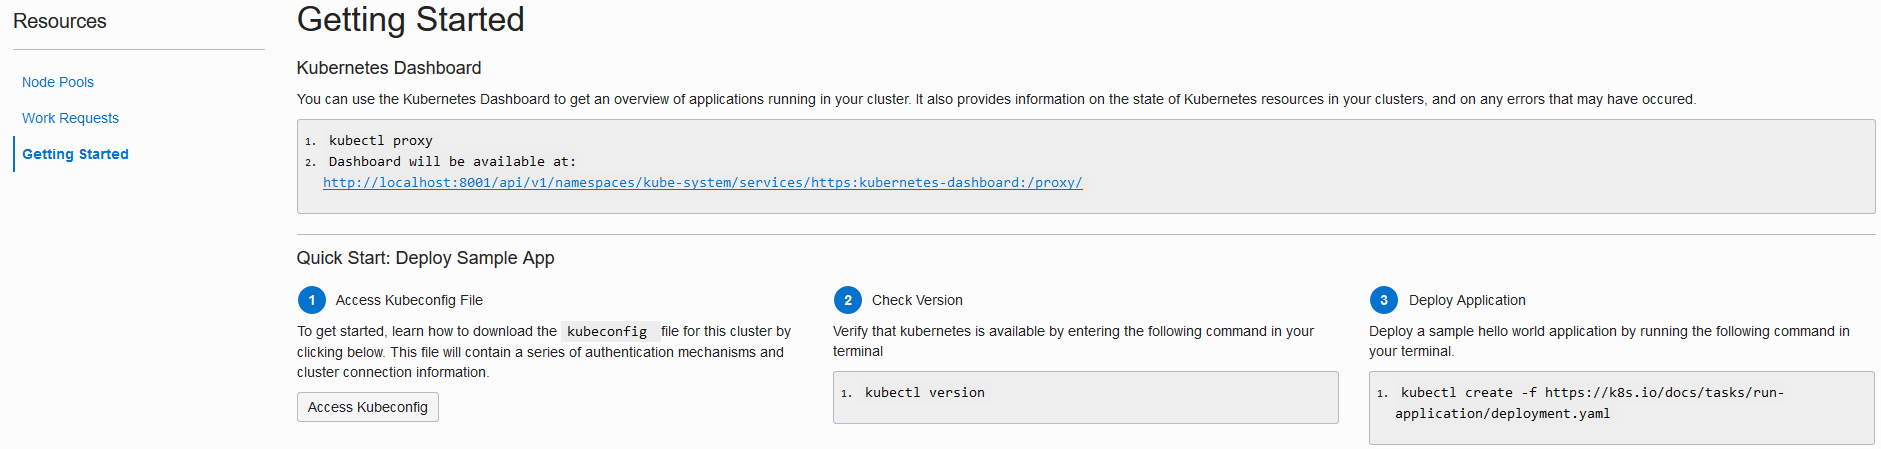 Resources
Node Pools
Work Requests
Getting Started
Getting Started
Kubernetes Dashboard
You can use the Kubernetes Dashboard to get an overview of applications running in your cluster. It also provides information on the state of Kubernetes resources in your clusters, and on any errors that may have occured.
1. kubectl proxy
2. Dashboard will be available at:
http://localhost:8001/api/v1/namespaces/kube-system/services/https:kubernetes-dashboard:/proxy/
Quick Start: Deploy Sample App
1 Access Kubeconfig File
To get started, learn how to download the kubeconfig file for this cluster by
clicking below. This file will contain a series of authentication mechanisms and
cluster connection information.
Access Kubeconfig
2 Check Version
Verify that kubernetes is available by entering the following command in your
terminal
1. kubectl version
3 Deploy Application
Deploy a sample hello world application by running the following command in
your terminal.
1. kubectl create -f https://k8s.io/docs/tasks/run-
application/deployment.yaml